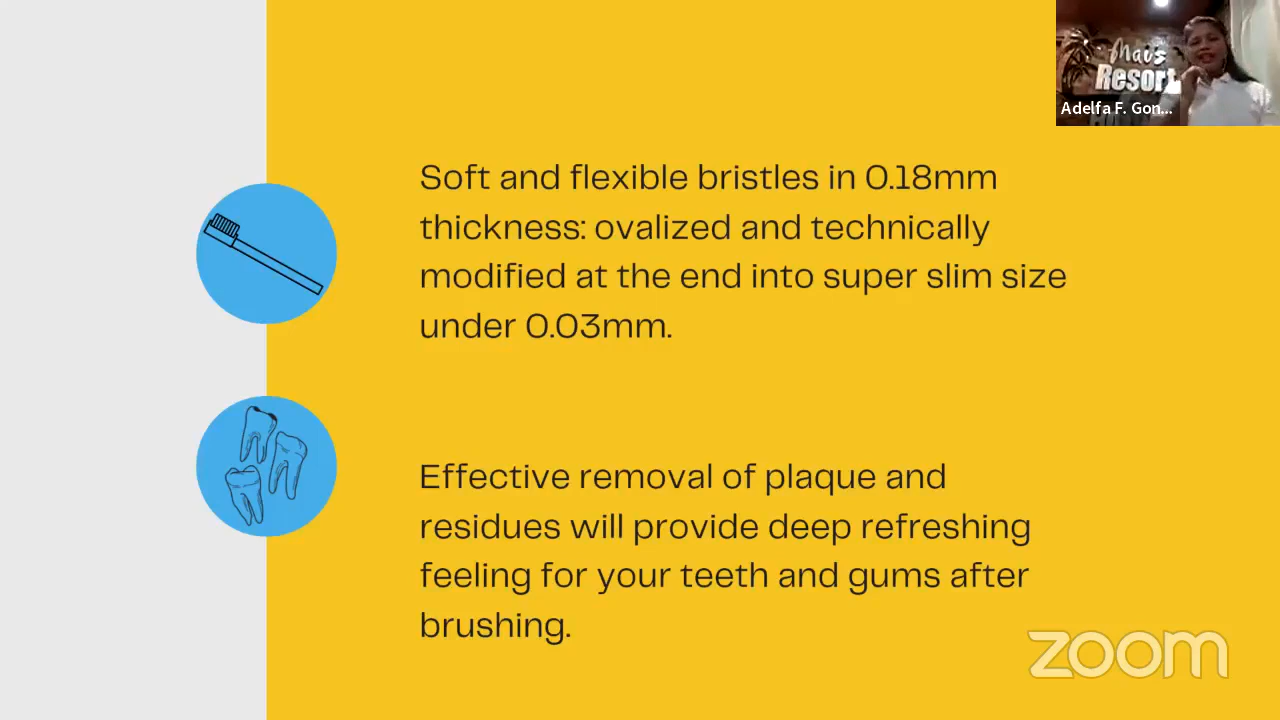 Mai's
Resort
Adelfa F. Gon...
Soft and flexible bristles in 0.18mm
thickness: ovalized and technically
modified at the end into super slim size
under 0.03mm.
Effective removal of plaque and
residues will provide deep refreshing
feeling for your teeth and gums after
brushing.
zoom